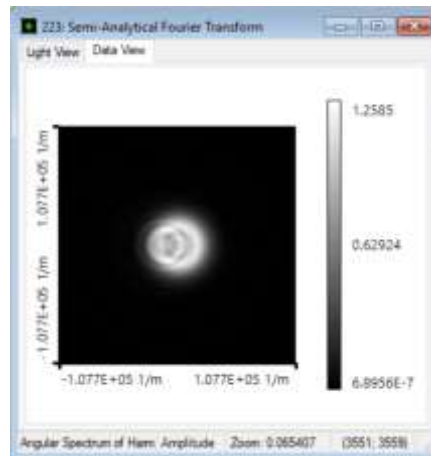 223: Semi-Analytical Fourier Transform
Light View Data View
1.2585
0.62924
6.8956E-7
-1.077E+05 1/m 1.077E+05 1/m
-1.077E+05 1/m 1.077E+05 1/m
Angular Spectrum of Harm. Amplitude Zoom: 0.065407 (3551; 3559)